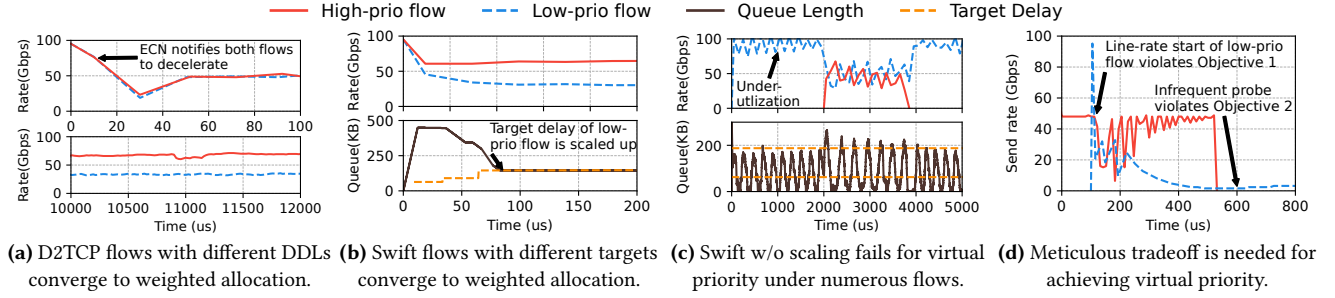 High-prio flow Low-prio flow Queue Length Target Delay
Rate(Gbps)
100
50
0
ECN notifies both flows
to decelerate
0 20 40 60 80 100
Rate(Gbps)
100
50
0
10000 10500 11000 11500 12000
Time (us)
(a) D2TCP flows with different DDLs
converge to weighted allocation.
Rate(Gbps)
100
50
0
Queue(KB)
500
250
0
Target delay of low-
prio flow is scaled up
0 50 100 150 200
Time (us)
(b) Swift flows with different targets
converge to weighted allocation.
Rate(Gbps)
100
50
0
Under-
utlization
Queue(KB)
200
0
0 1000 2000 3000 4000 5000
Time (us)
(c) Swift w/o scaling fails for virtual
priority under numerous flows.
Send rate (Gbps)
100
80
60
40
20
0
Line-rate start of low-prio
flow violates Objective 1
Infrequent probe
violates Objective 2
0 200 400 600 800
Time (us)
(d) Meticulous tradeoff is needed for
achieving virtual priority.